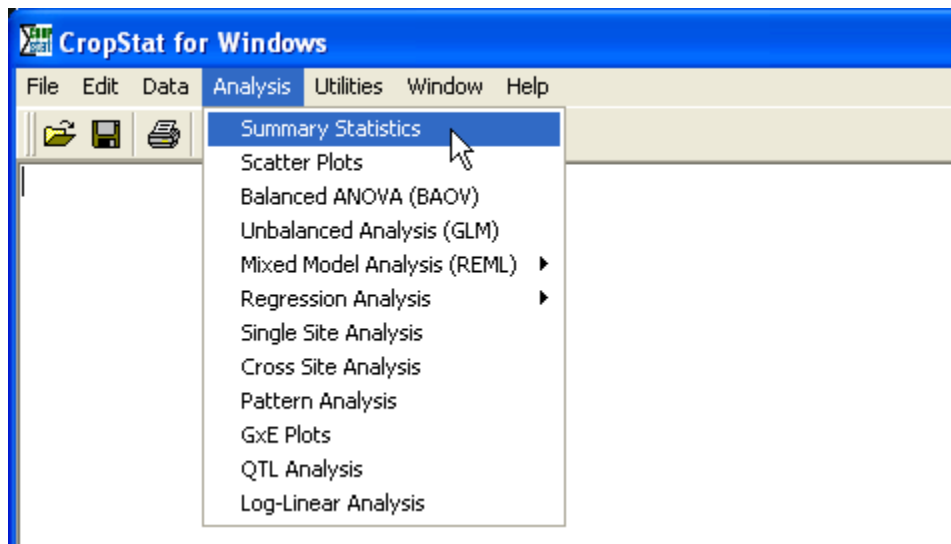 CropStat for Windows
File Edit Data Analysis Utilities Window Help
Summary Statistics
Scatter Plots
Balanced ANOVA (BAOV)
Unbalanced Analysis (GLM)
Mixed Model Analysis (REML)
Regression Analysis
Single Site Analysis
Cross Site Analysis
Pattern Analysis
GxE Plots
QTL Analysis
Log-Linear Analysis